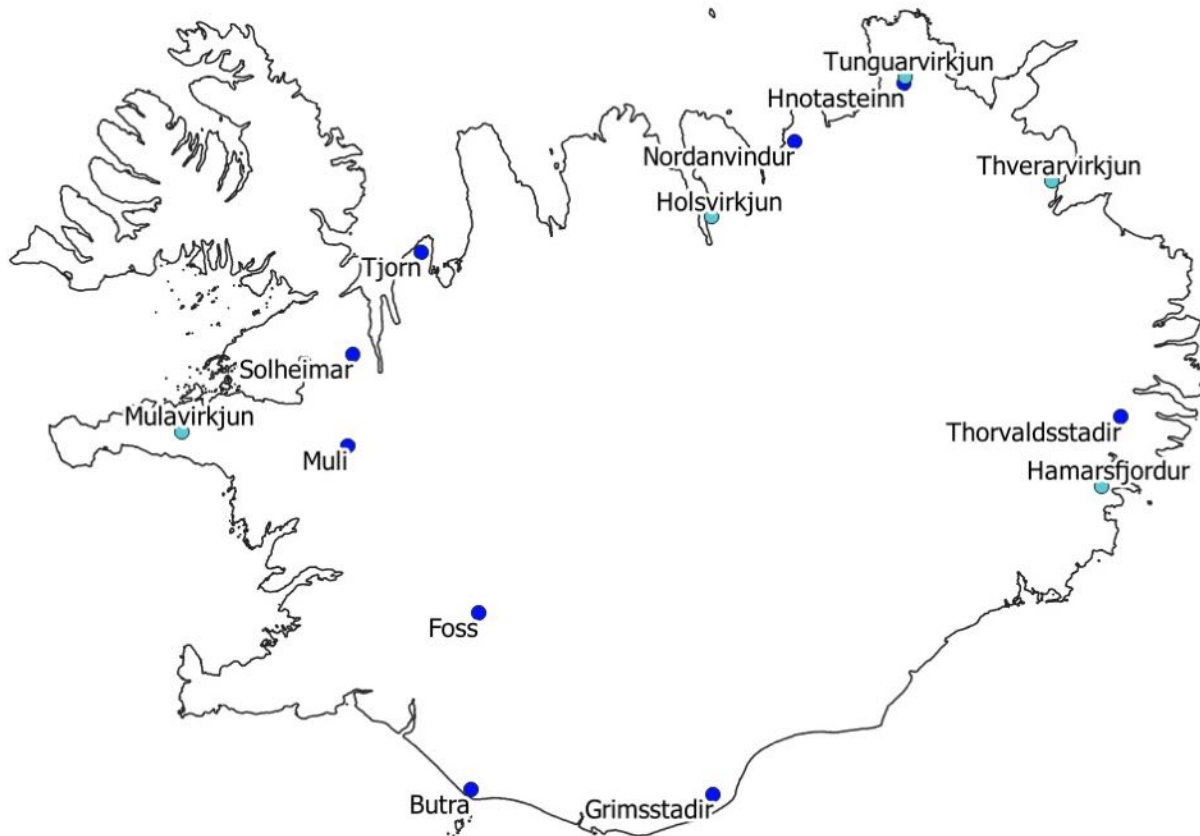 Tunguarvirkjun
Hnotasteinn
Nordanvindur
Thverarvirkjun
Holsvirkjun
Tjorn
Solheimar
Mulavirkjun
Muli
Thorvaldsstadir
Hamarsfjordur
Foss
Butra
Grimsstadir